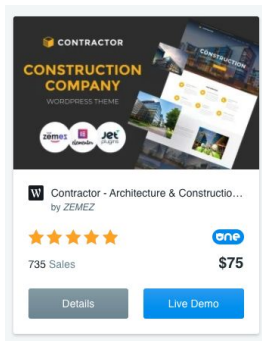 CONTRACTOR
CONSTRUCTION
COMPANY
WORDPRESS THEME
CONSTRUCTION
zemes
elementor
Jet
plugins
W
Contractor - Architecture & Constructio...
by ZEMEZ
one
735 Sales
$75
Details
Live Demo